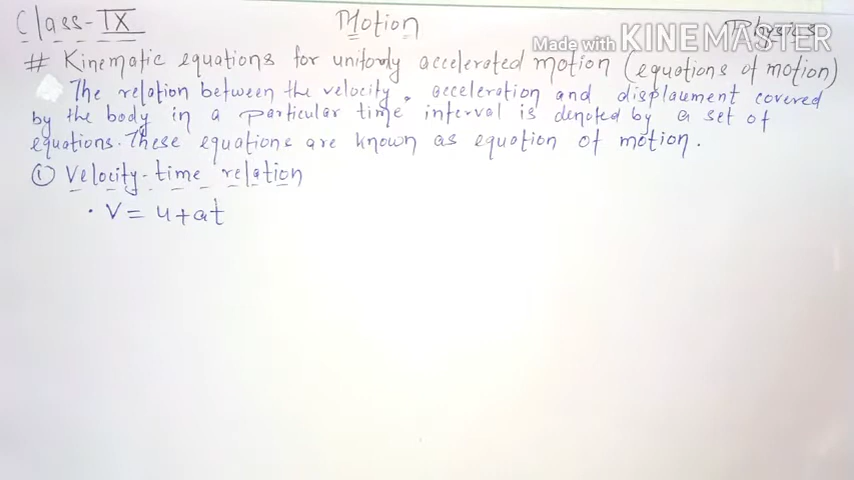 Class-IX Motion Physics
Made with KINEMASTER
# Kinematic equations for uniformly accelerated motion (equations of motion)
The relation between the velocity, acceleration and displacement covered
by the body in a particular time interval is denoted by a set of
equations. These equations are known as equation of motion.
① Velocity-time relation
• V = u+at